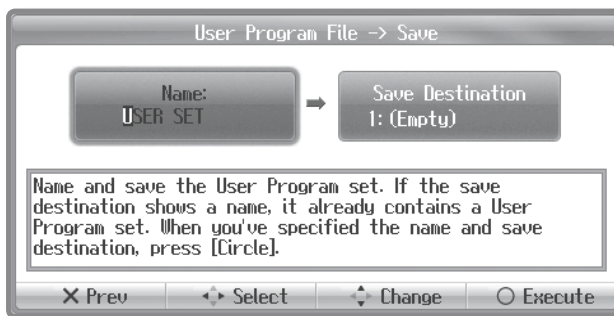 User Program File -> Save
Name:
USER SET
Save Destination
1: (Empty)
Name and save the User Program set. If the save
destination shows a name, it already contains a User
Program set. When you've specified the name and save
destination, press [Circle].
Prev
Select
Change
Execute